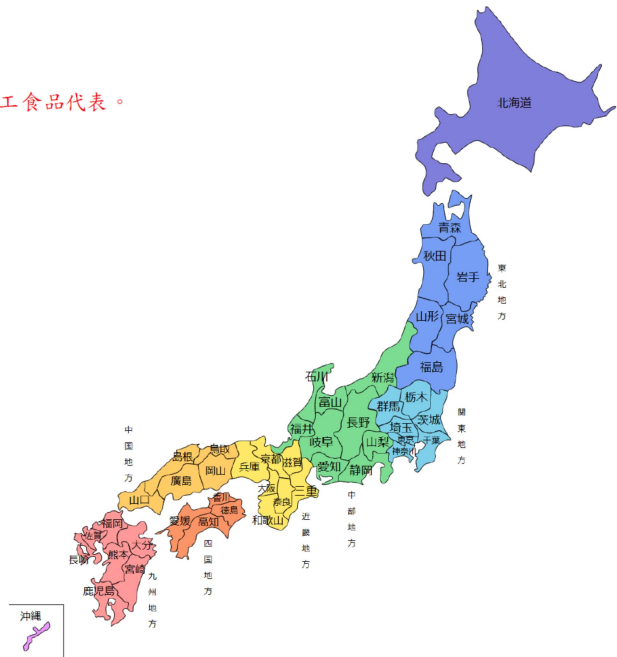 工食品代表。
北海道
青森
秋田
岩手
東北地方
山形
宮城
福島
石川
新潟
富山
栃木
群馬
茨城
関東地方
福井
長野
埼玉
岐阜
山梨
東京
千葉
神奈川
中国地方
鳥取
京都
滋賀
愛知
静岡
島根
兵庫
岡山
廣島
大阪
三重
中部地方
山口
香川
奈良
徳島
和歌山
近畿地方
愛媛
高知
四国地方
福岡
佐賀
大分
長崎
熊本
宮崎
九州地方
鹿児島
沖縄